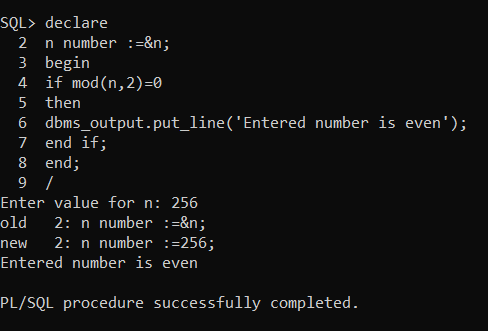 SQL> declare
  2  n number :=&n;
  3  begin
  4  if mod(n,2)=0
  5  then
  6  dbms_output.put_line('Entered number is even');
  7  end if;
  8  end;
  9  /
Enter value for n: 256
old   2: n number :=&n;
new   2: n number :=256;
Entered number is even

PL/SQL procedure successfully completed.